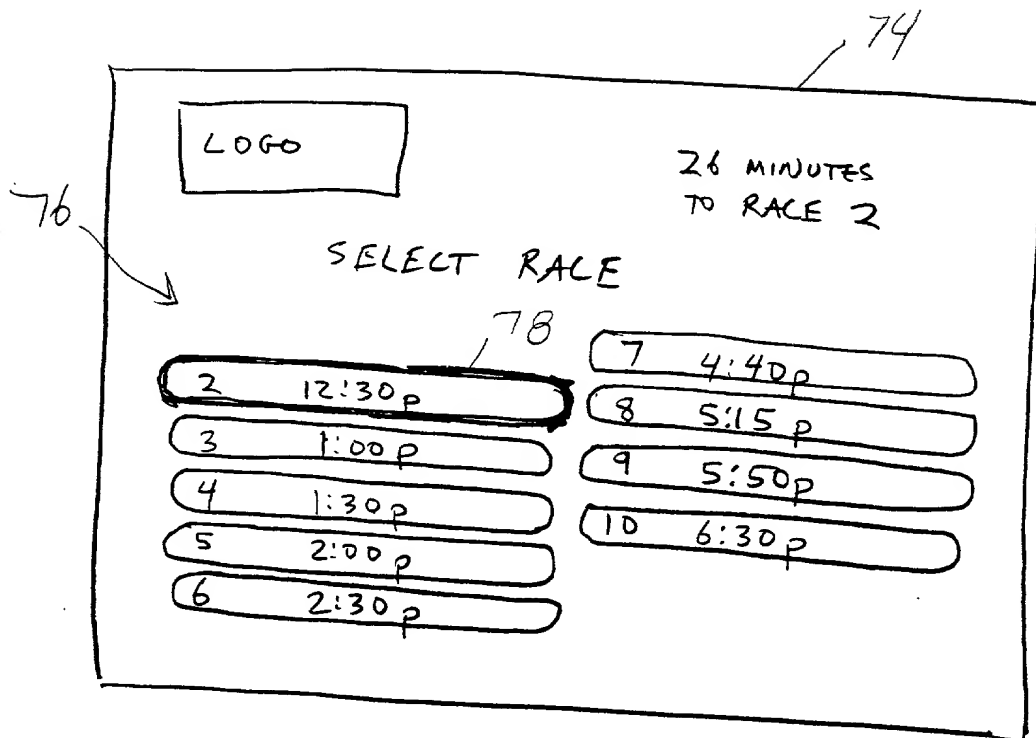 74
LOGO
26 MINUTES
TO RACE 2
76
SELECT RACE
78
2 12:30p
3 1:00p
4 1:30p
5 2:00p
6 2:30p
7 4:40p
8 5:15p
9 5:50p
10 6:30p